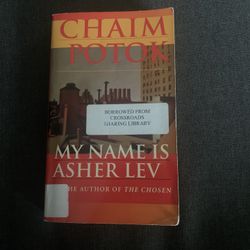 CHAIM
POTOK
BORROWED FROM
CROSSROADS
SHARING LIBRARY
MY NAME IS
ASHER LEV
THE AUTHOR OF THE CHOSEN